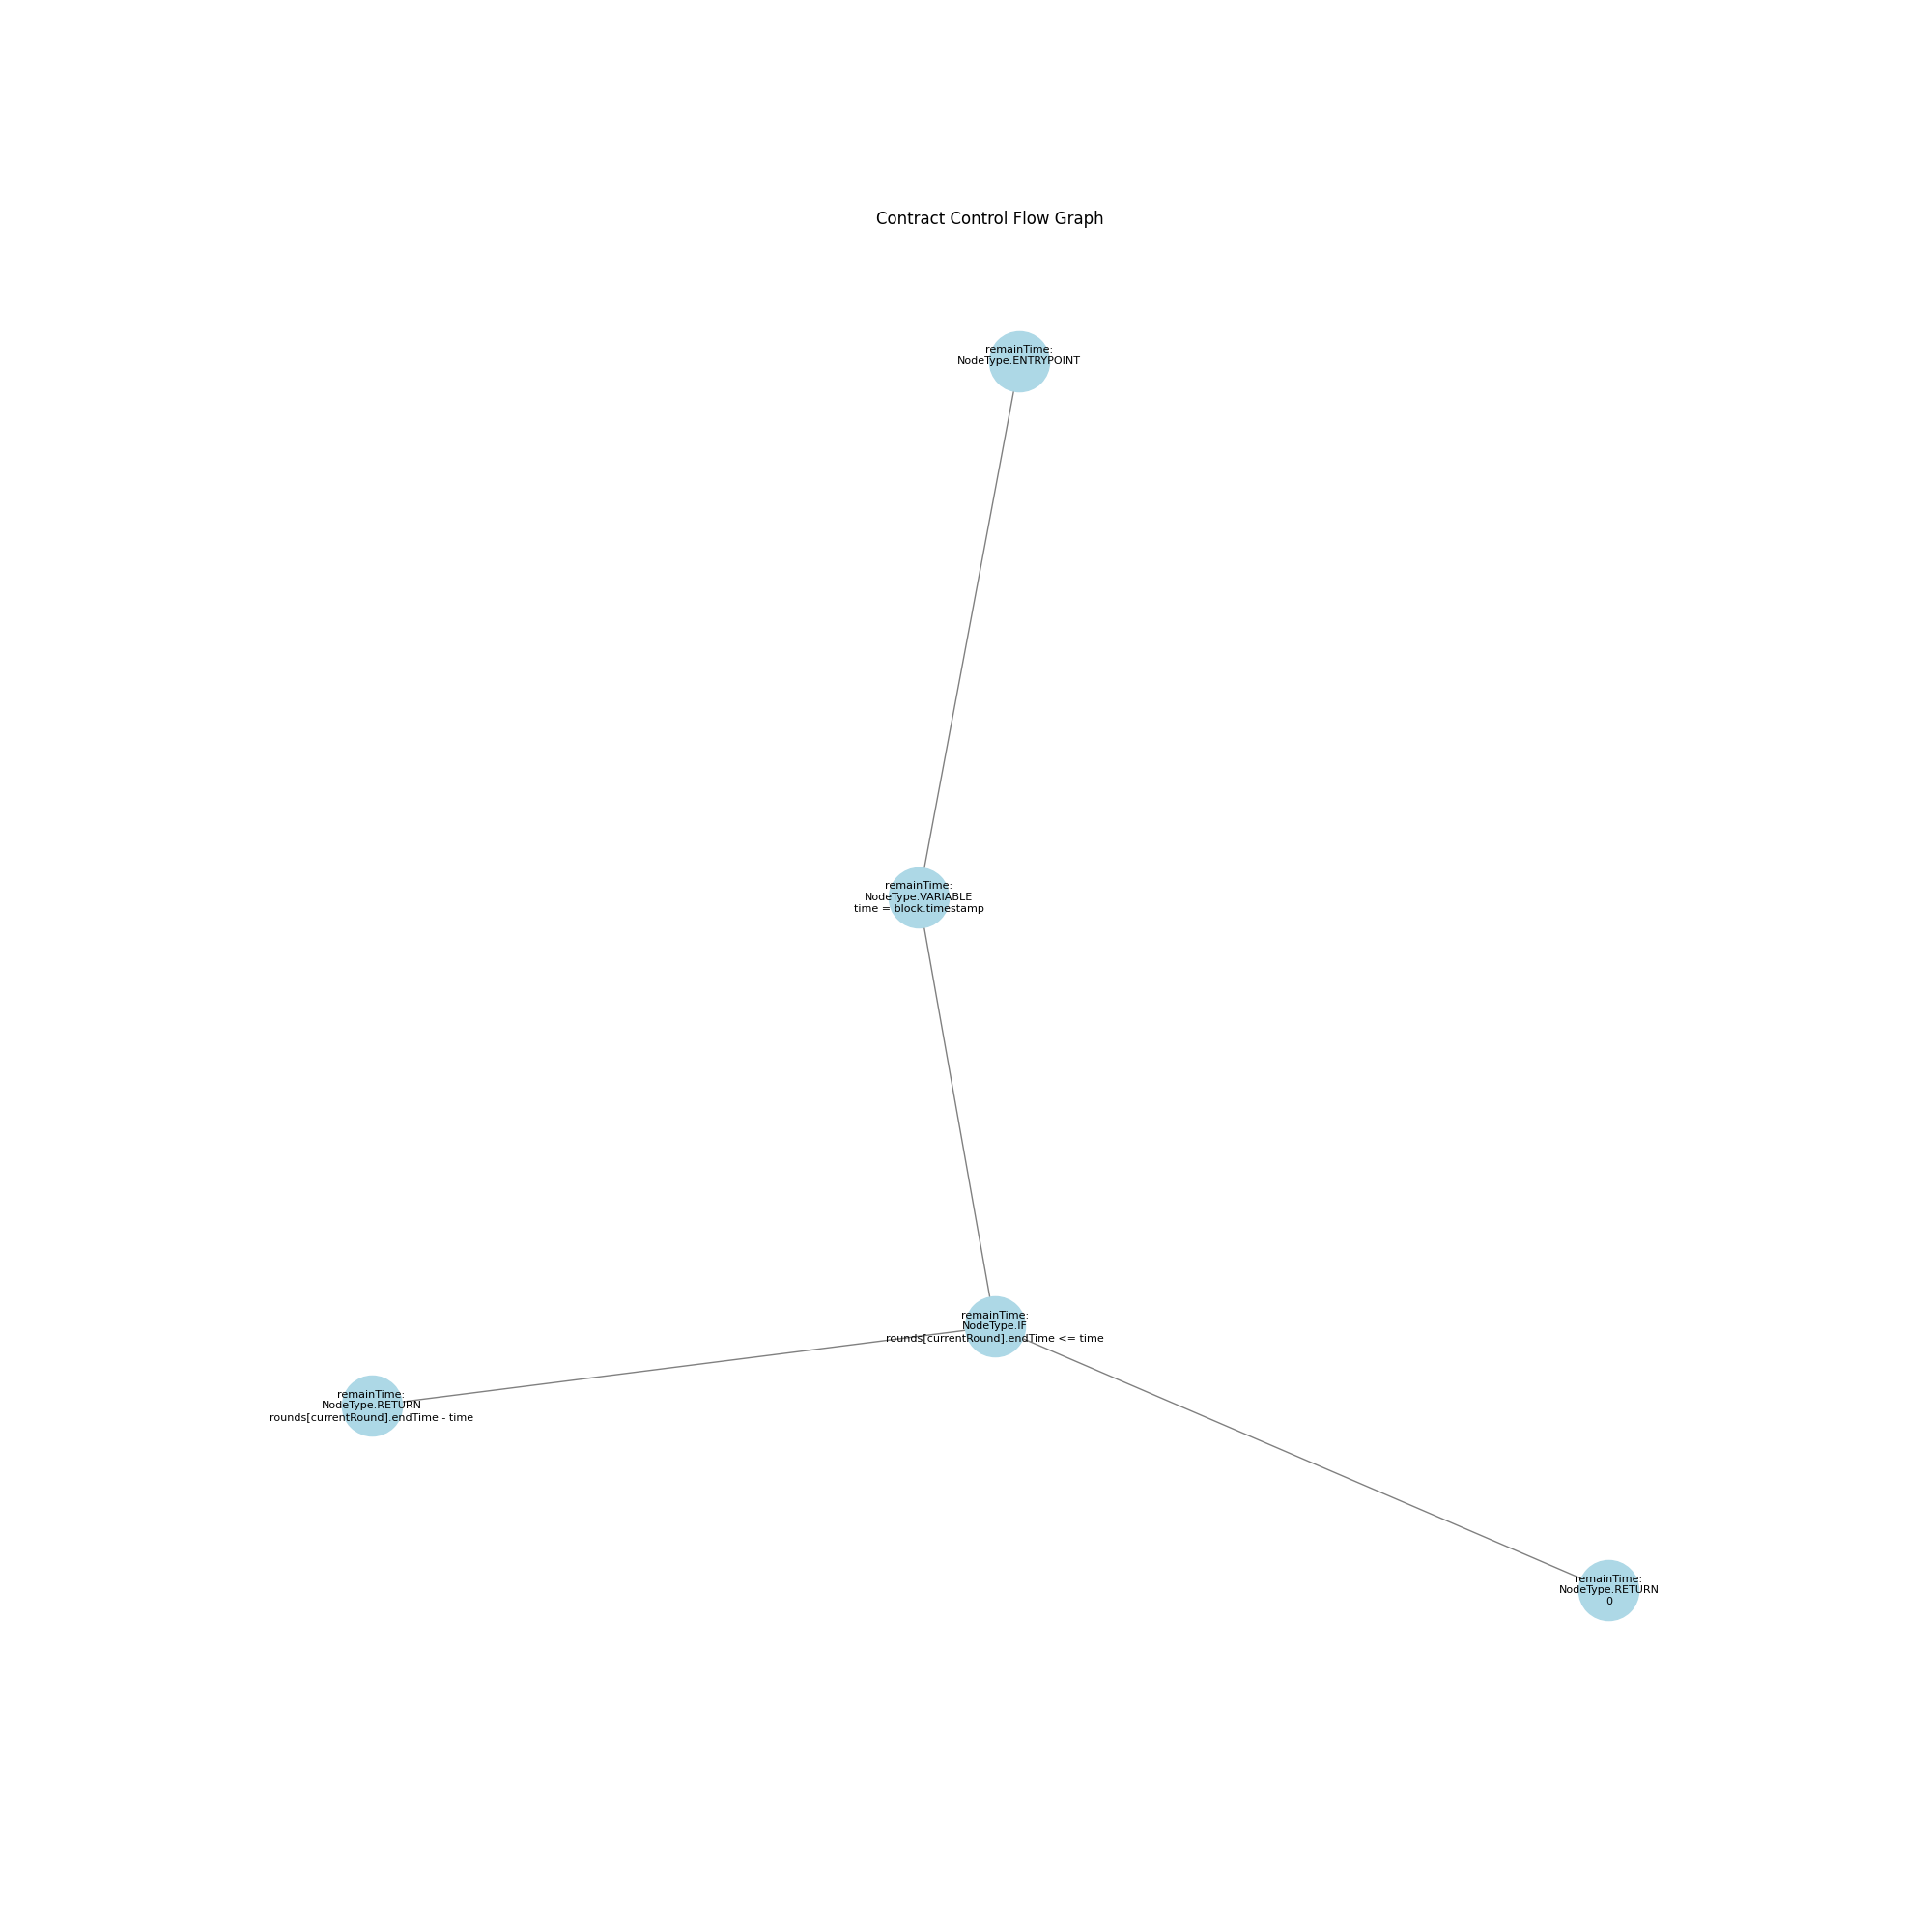 Contract Control Flow Graph
remainTime:
NodeType.ENTRYPOINT
remainTime:
NodeType.VARIABLE
time = block.timestamp
remainTime:
NodeType.IF
rounds[currentRound].endTime <= time
remainTime:
NodeType.RETURN
rounds[currentRound].endTime - time
remainTime:
NodeType.RETURN
0